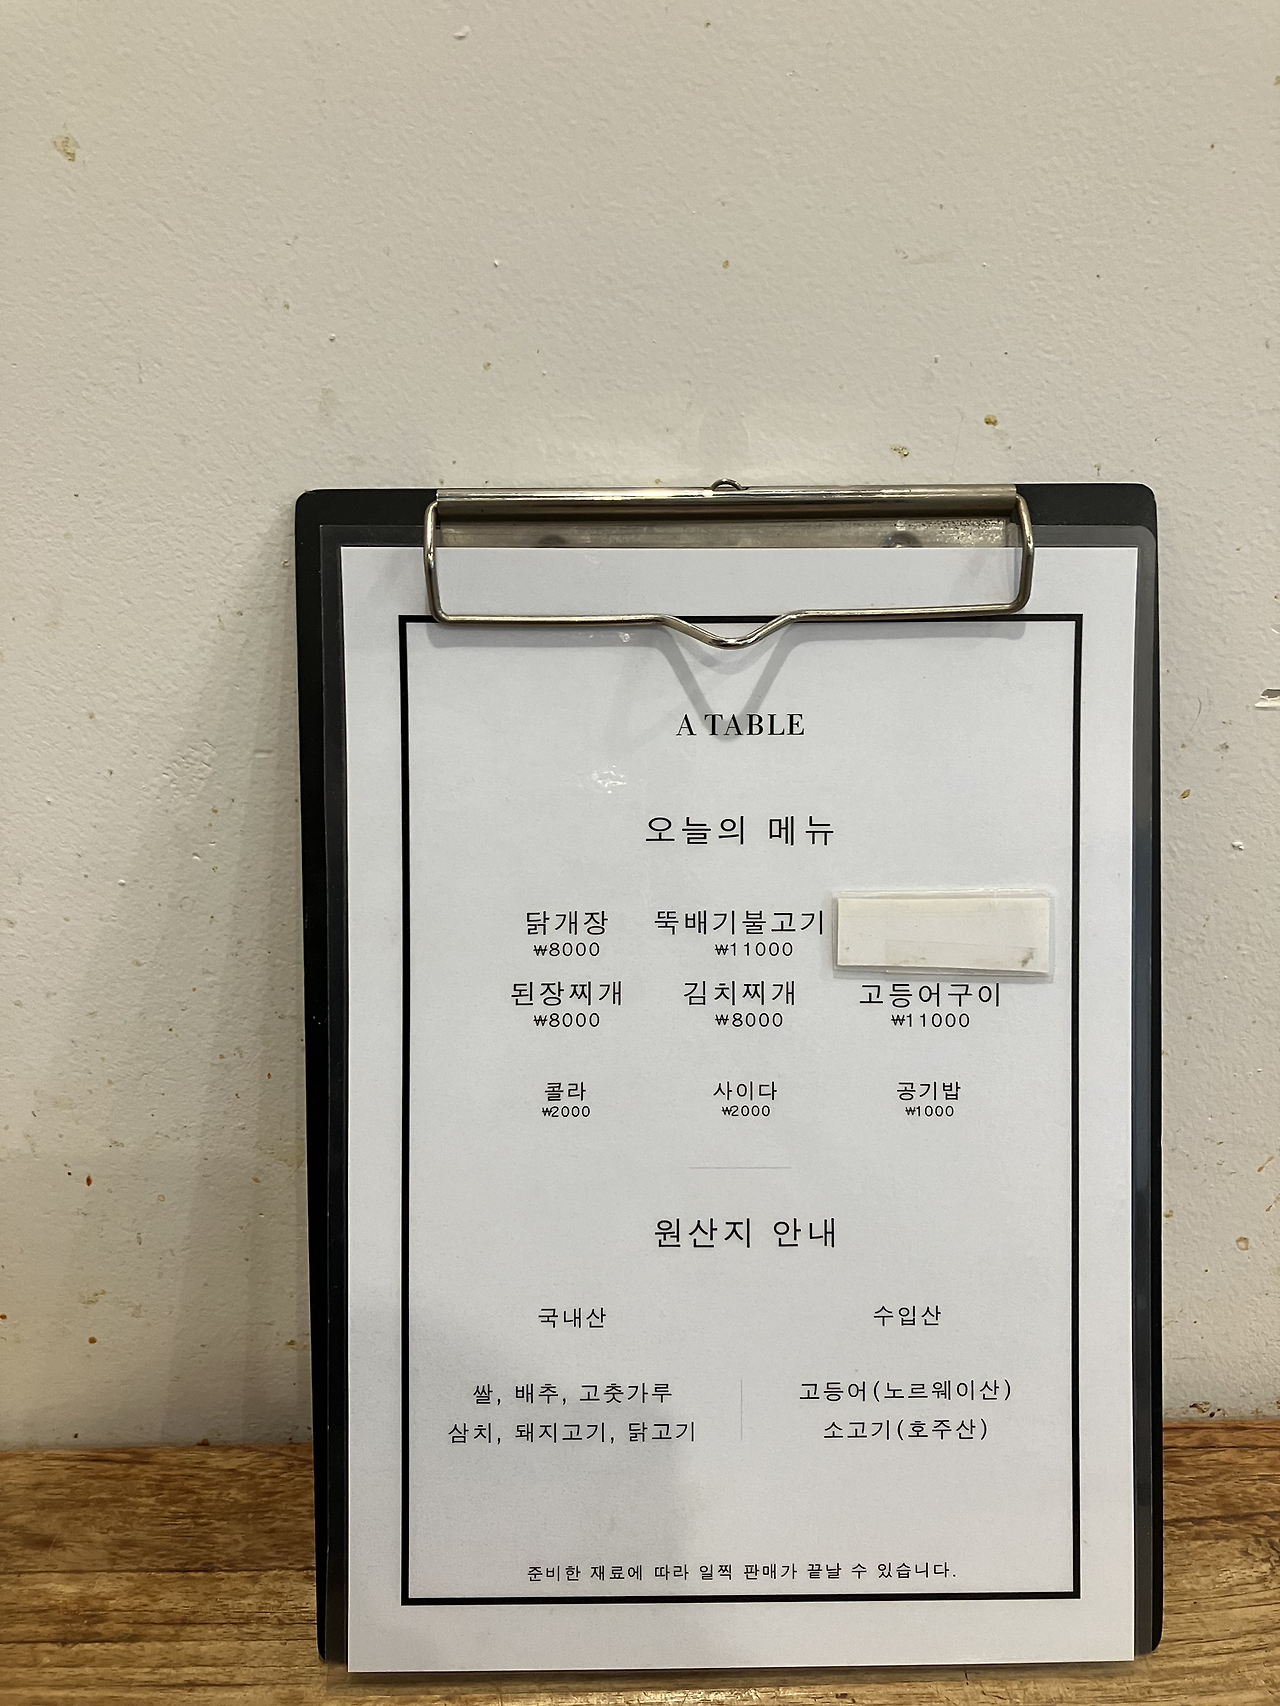 A TABLE
오늘의 메뉴
닭개장 뚝배기불고기
₩8000 ₩11000
된장찌개 김치찌개 고등어구이
₩8000 ₩8000 ₩11000
콜라 사이다 공기밥
₩2000 ₩2000 ₩1000
원산지 안내
국내산 수입산
쌀, 배추, 고춧가루 고등어(노르웨이산)
삼치, 돼지고기, 닭고기 소고기(호주산)
준비한 재료에 따라 일찍 판매가 끝날 수 있습니다.